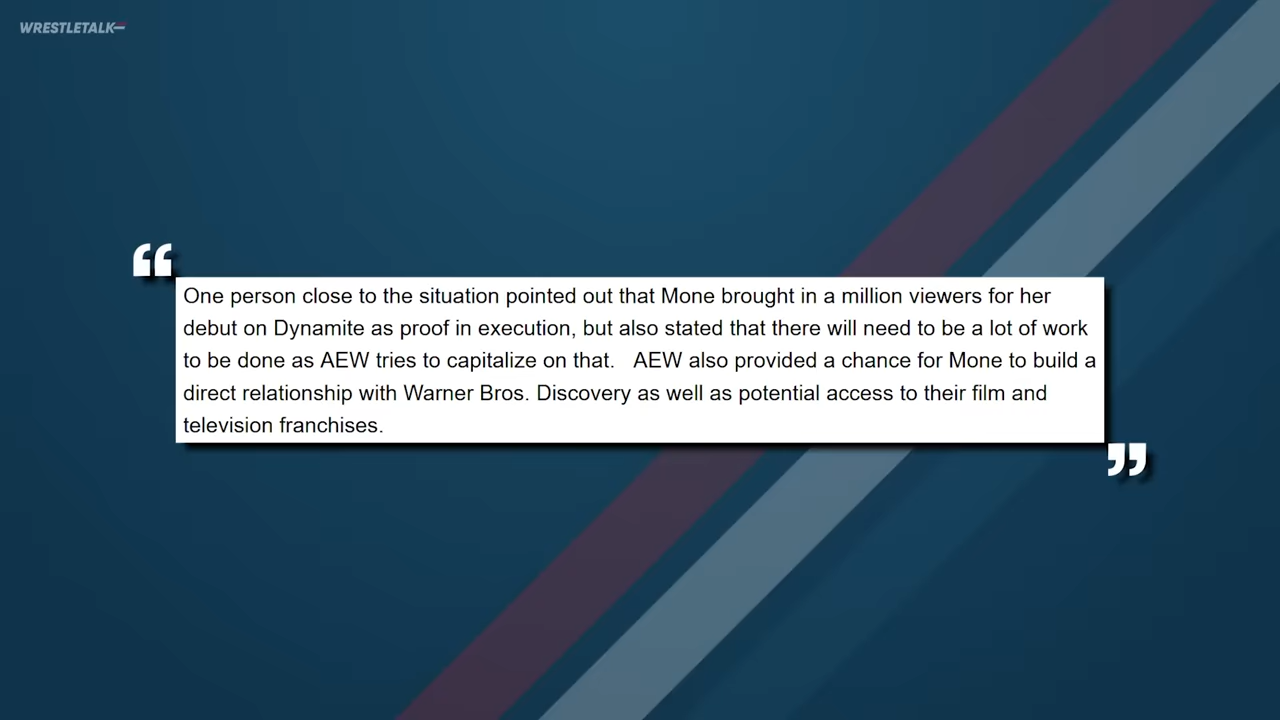 WRESTLETALK
“
One person close to the situation pointed out that Mone brought in a million viewers for her
debut on Dynamite as proof in execution, but also stated that there will need to be a lot of work
to be done as AEW tries to capitalize on that.   AEW also provided a chance for Mone to build a
direct relationship with Warner Bros. Discovery as well as potential access to their film and
television franchises.
”